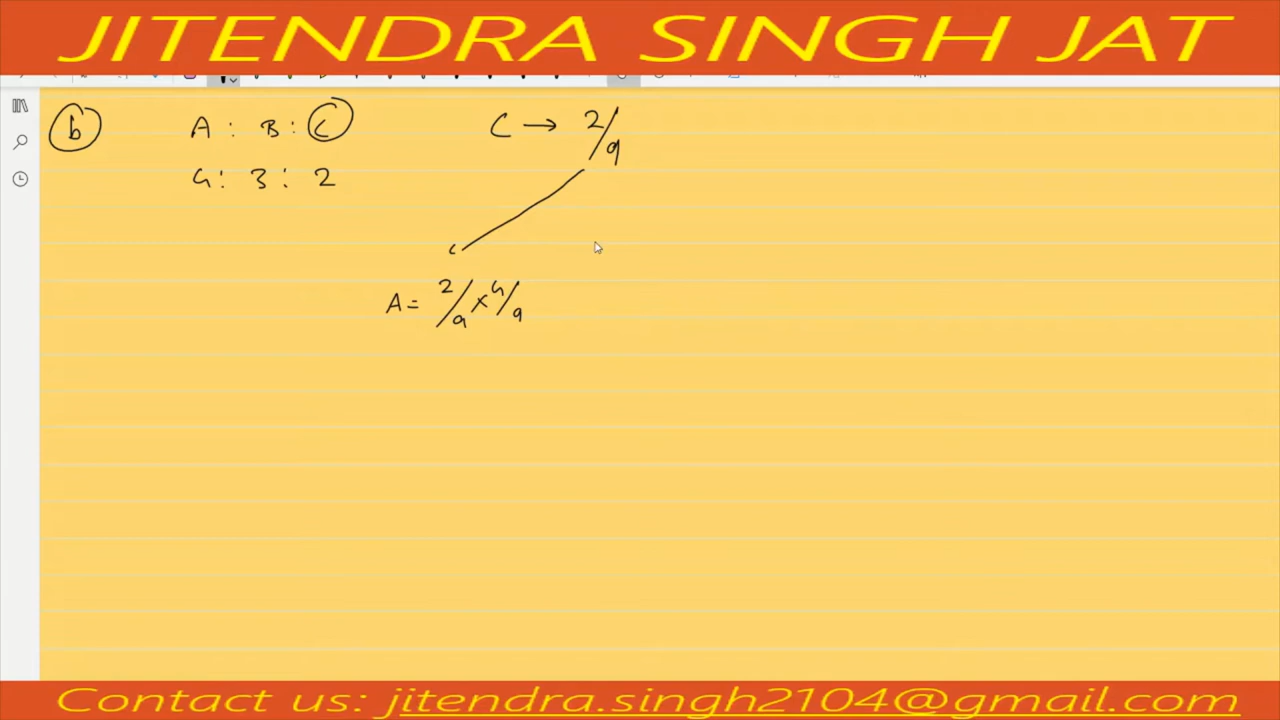 JITENDRA SINGH JAT
b A : B : C C → 2/9
4 : 3 : 2
A = 2/9 × 4/9
Contact us: jitendra.singh2104@gmail.com